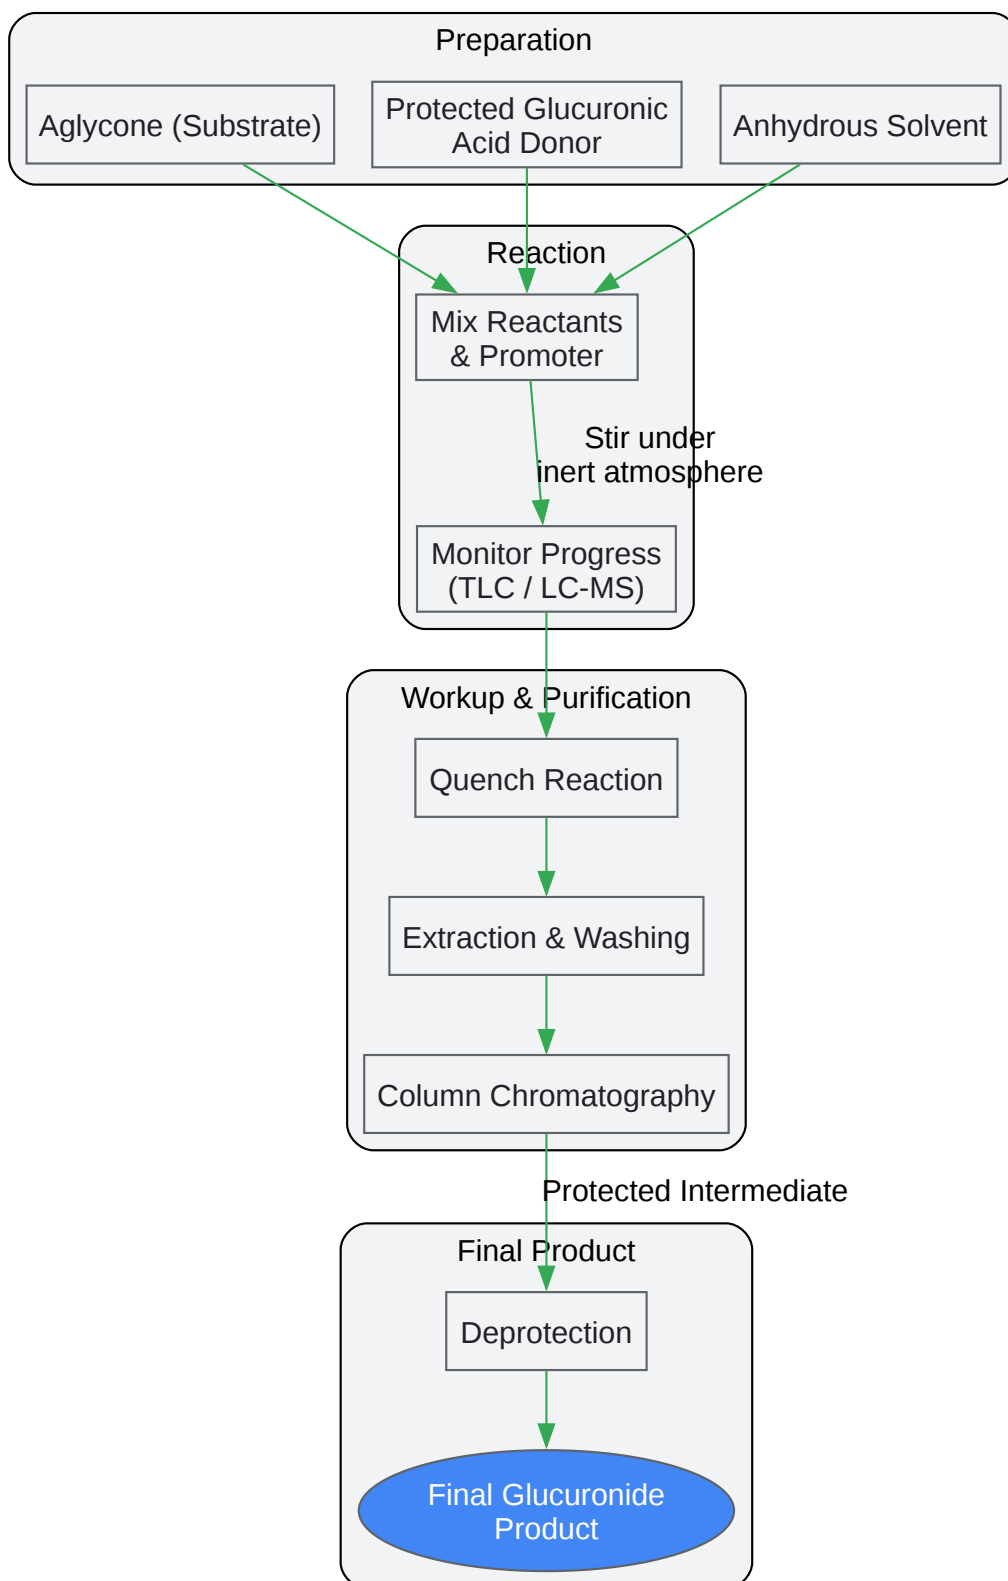 Preparation
Aglycone (Substrate)
Protected Glucuronic
Acid Donor
Anhydrous Solvent
Reaction
Mix Reactants
& Promoter
Stir under
inert atmosphere
Monitor Progress
(TLC / LC-MS)
Workup & Purification
Quench Reaction
Extraction & Washing
Column Chromatography
Protected Intermediate
Final Product
Deprotection
Final Glucuronide
Product